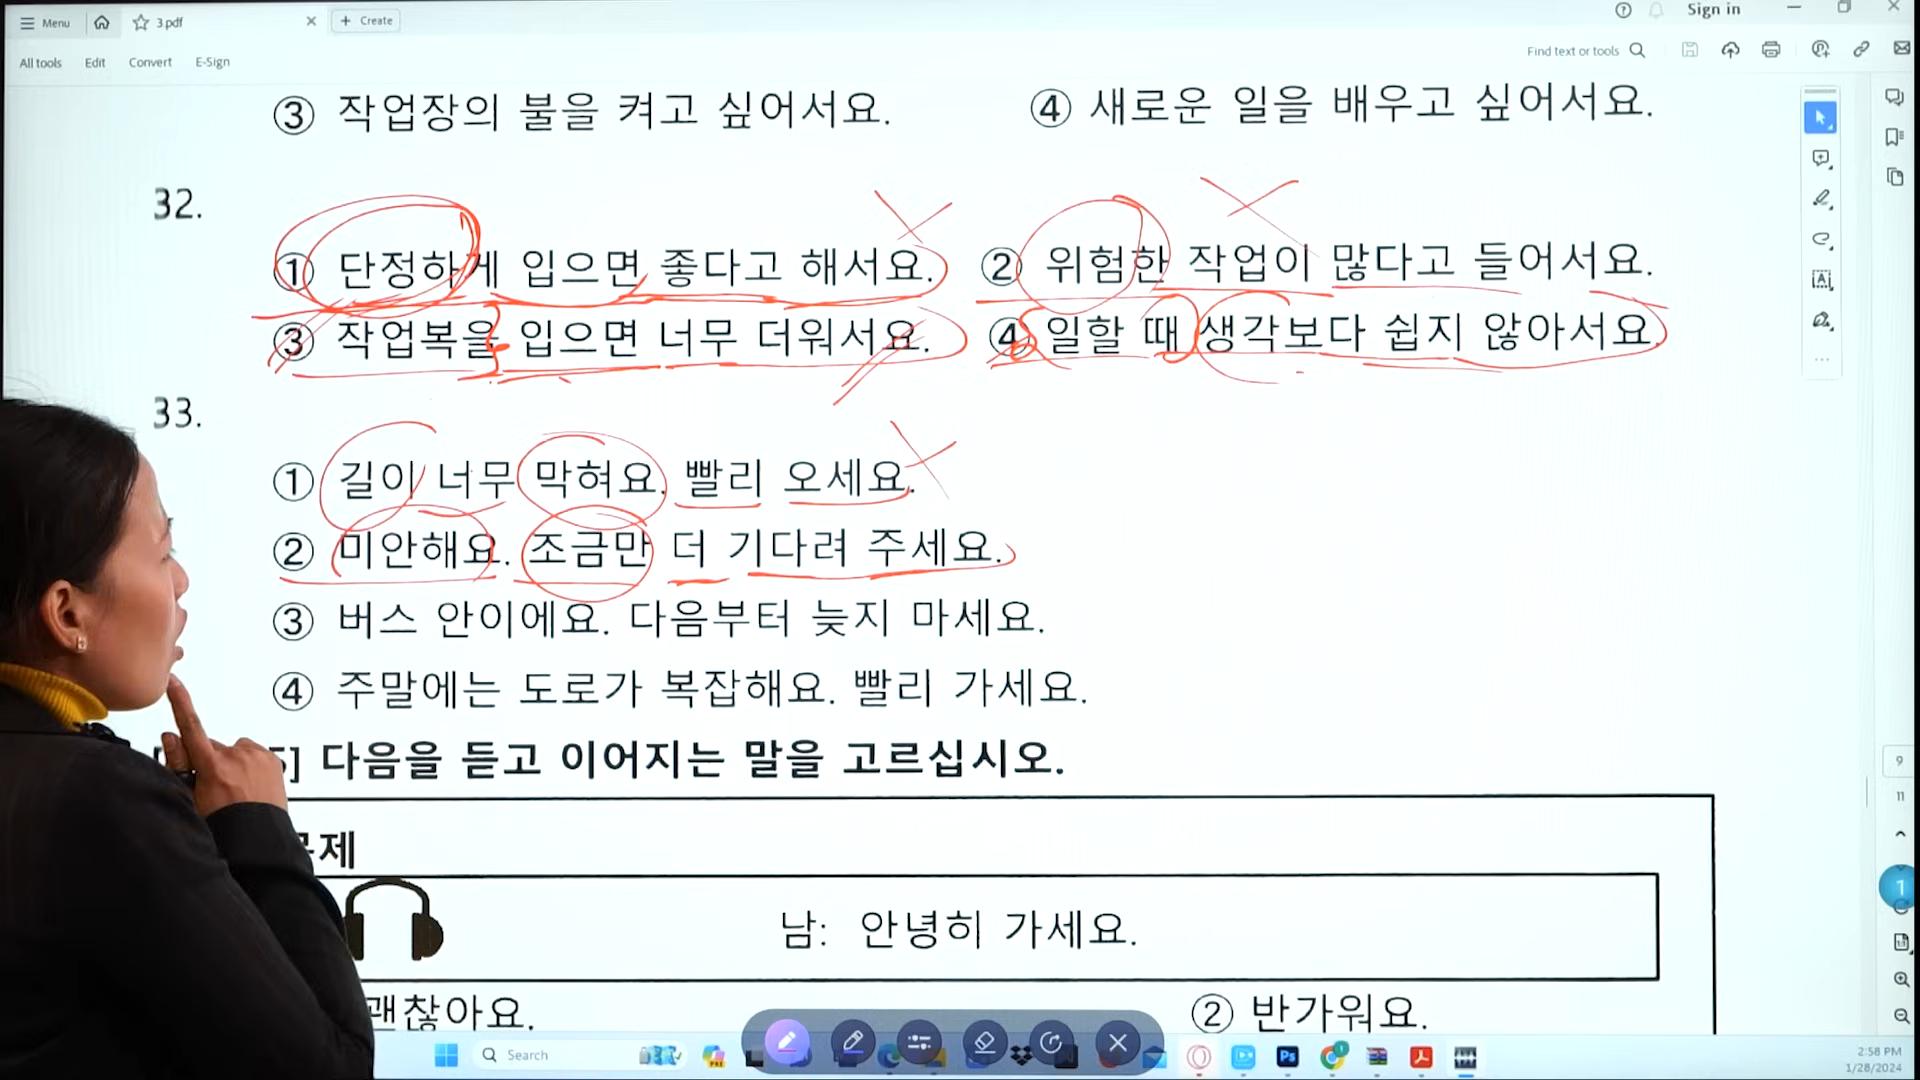 Menu 3.pdf Create Sign in
All tools Edit Convert E-Sign Find text or tools
③ 작업장의 불을 켜고 싶어서요. ④ 새로운 일을 배우고 싶어서요.
32.
① 단정하게 입으면 좋다고 해서요. ② 위험한 작업이 많다고 들어서요.
③ 작업복을 입으면 너무 더워서요. ④ 일할 때 생각보다 쉽지 않아서요.
33.
① 길이 너무 막혀요. 빨리 오세요.
② 미안해요. 조금만 더 기다려 주세요.
③ 버스 안이에요. 다음부터 늦지 마세요.
④ 주말에는 도로가 복잡해요. 빨리 가세요.
5] 다음을 듣고 이어지는 말을 고르십시오.
제
남: 안녕히 가세요.
괜찮아요. ② 반가워요.
9
11
1
Search
2:58 PM
1/28/2024